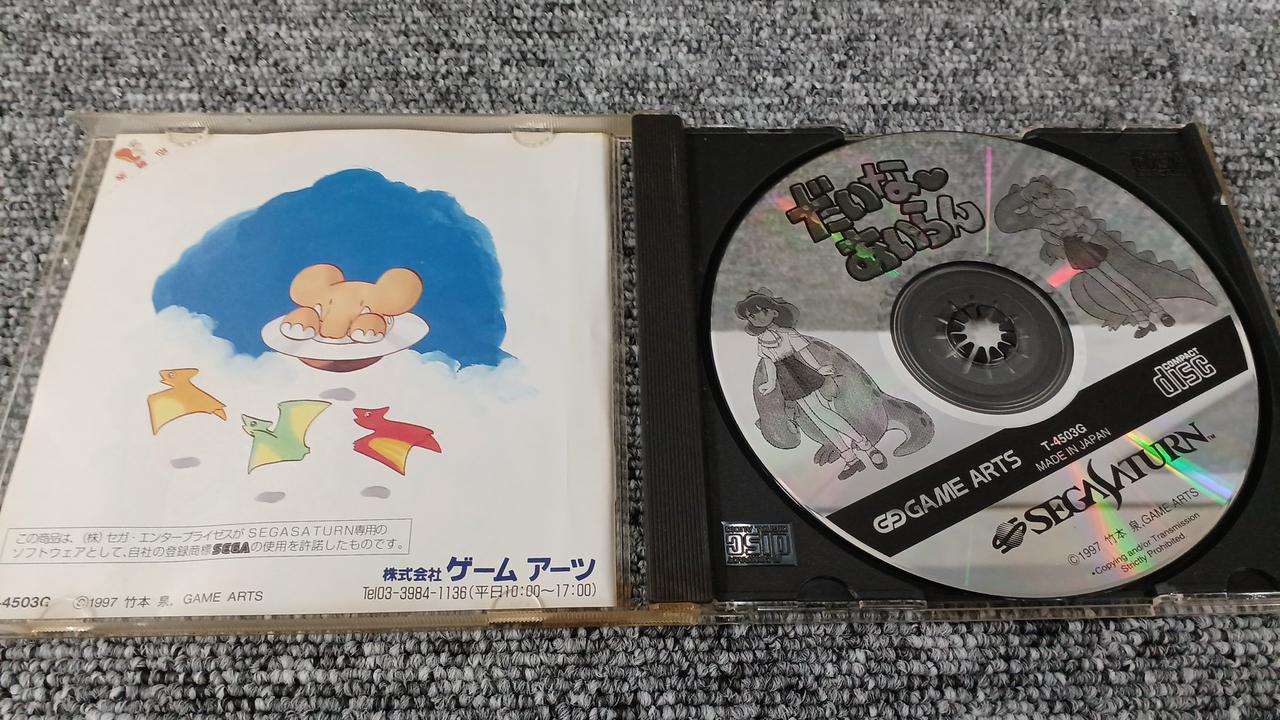 この商品は、(株)セガ・エンタープライゼスがSEGASATURN専用の
ソフトウェアとして、自社の登録商標SEGAの使用を許諾したものです。
株式会社 ゲームアーツ
Tel03-3984-1136(平日10:00〜17:00)
-4503G ©1997 竹本 泉, GAME ARTS
だいな♥
あいらん
COMPACT
disc
GAME ARTS
T-4503G
MADE IN JAPAN
SEGASATURN™
©1997 竹本 泉, GAME ARTS
•Copying and/or Transmission
Strictly Prohibited.
COMPACT
disc